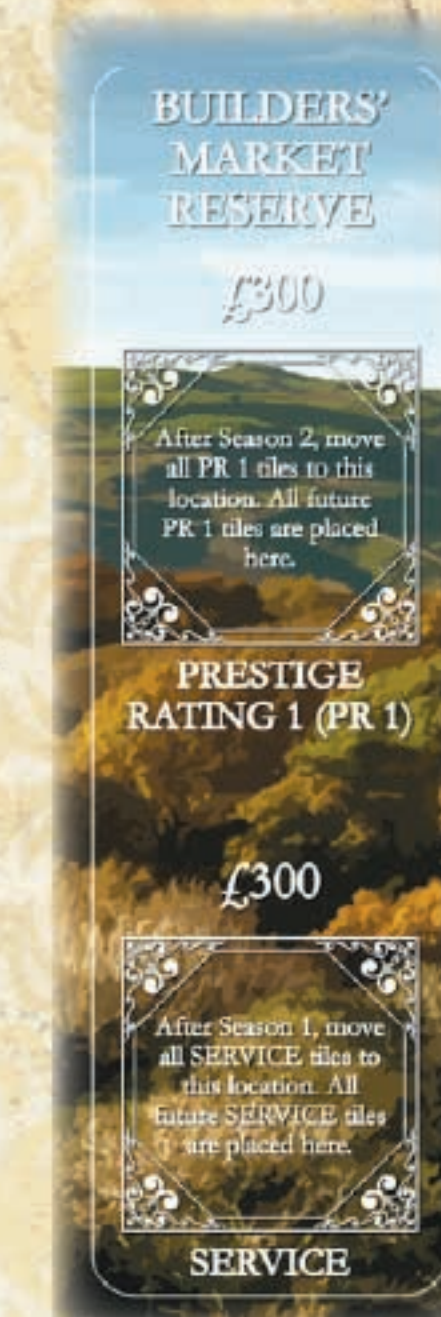 BUILDERS'
MARKET
RESERVE
£300
After Season 2, move
all PR 1 tiles to this
location. All future
PR 1 tiles are placed
here.
PRESTIGE
RATING 1 (PR 1)
£300
After Season 1, move
all SERVICE tiles to
this location. All
future SERVICE tiles
are placed here.
SERVICE